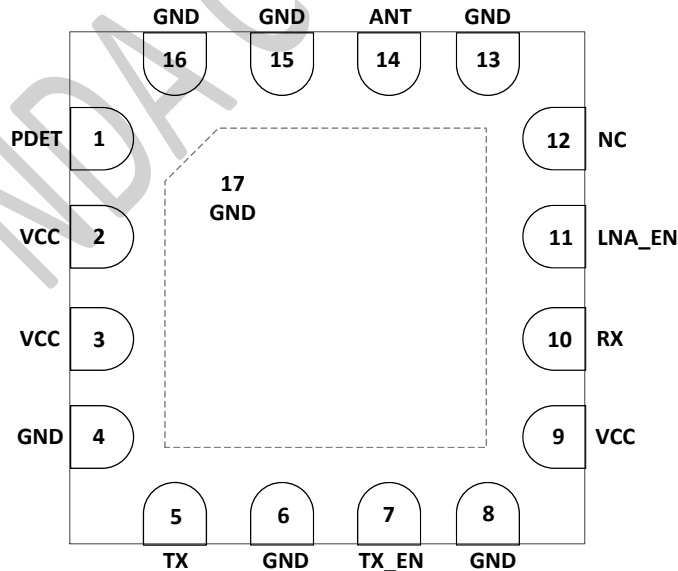 GND GND ANT GND
16 15 14 13
PDET 1 12 NC
17
GND
VCC 2 11 LNA_EN
VCC 3 10 RX
GND 4 9 VCC
5 6 7 8
TX GND TX_EN GND
NDA